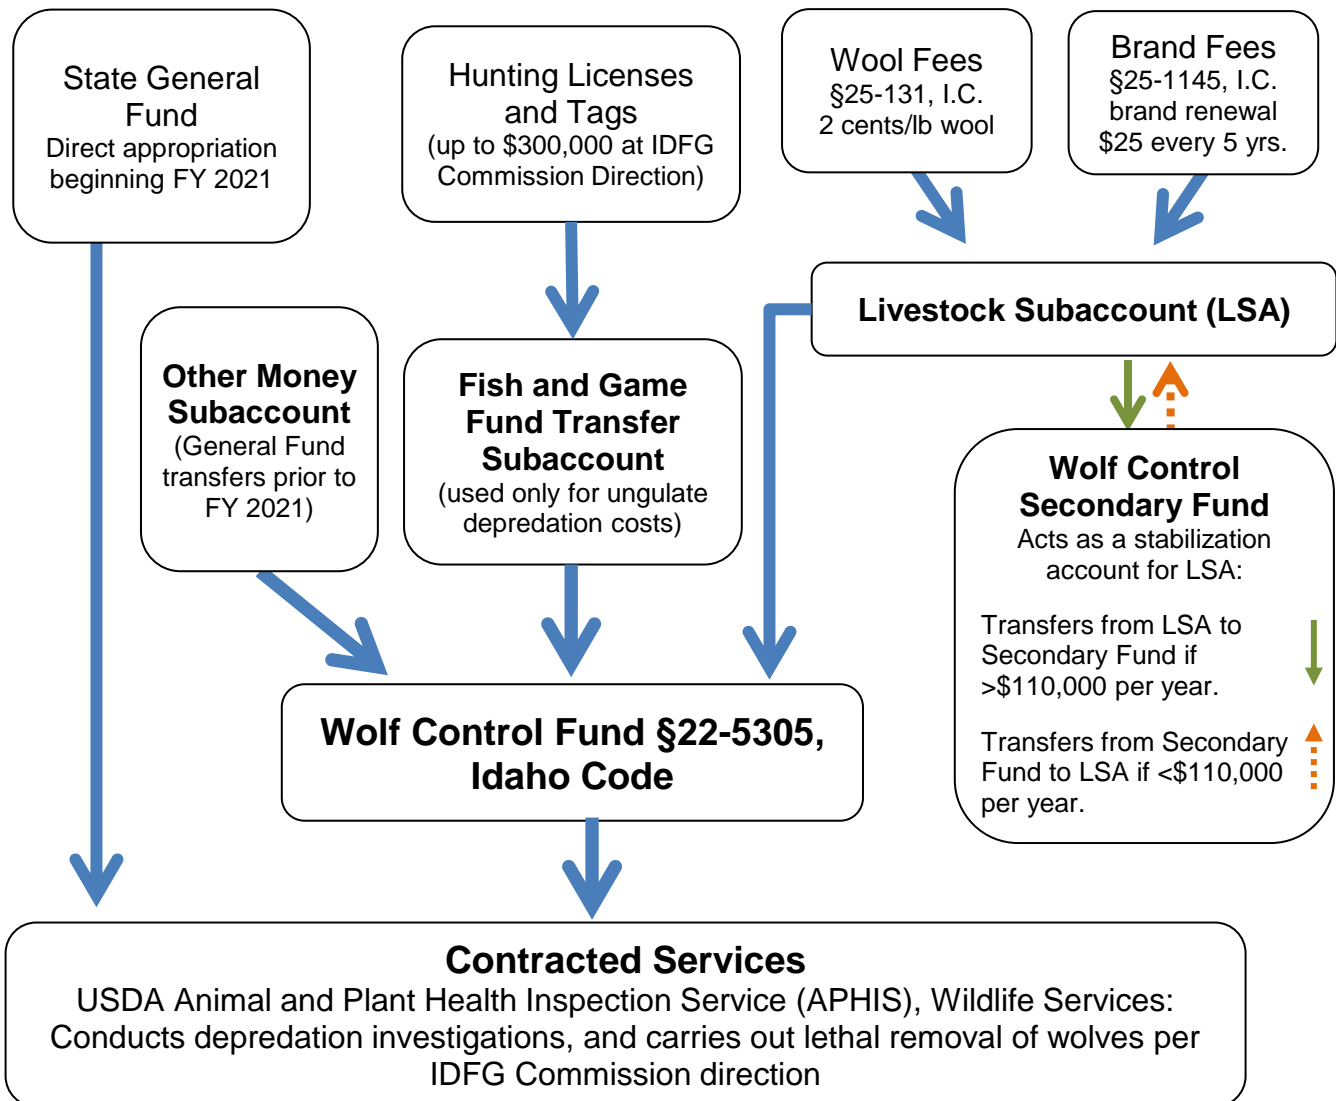 State General
Fund
Direct appropriation
beginning FY 2021
Hunting Licenses
and Tags
(up to $300,000 at IDFG
Commission Direction)
Wool Fees
§25-131, I.C.
2 cents/lb wool
Brand Fees
§25-1145, I.C.
brand renewal
$25 every 5 yrs.
Livestock Subaccount (LSA)
Other Money
Subaccount
(General Fund
transfers prior to
FY 2021)
Fish and Game
Fund Transfer
Subaccount
(used only for ungulate
depredation costs)
Wolf Control
Secondary Fund
Acts as a stabilization
account for LSA:
Transfers from LSA to
Secondary Fund if
>$110,000 per year.
Transfers from Secondary
Fund to LSA if <$110,000
per year.
Wolf Control Fund §22-5305,
Idaho Code
Contracted Services
USDA Animal and Plant Health Inspection Service (APHIS), Wildlife Services:
Conducts depredation investigations, and carries out lethal removal of wolves per
IDFG Commission direction